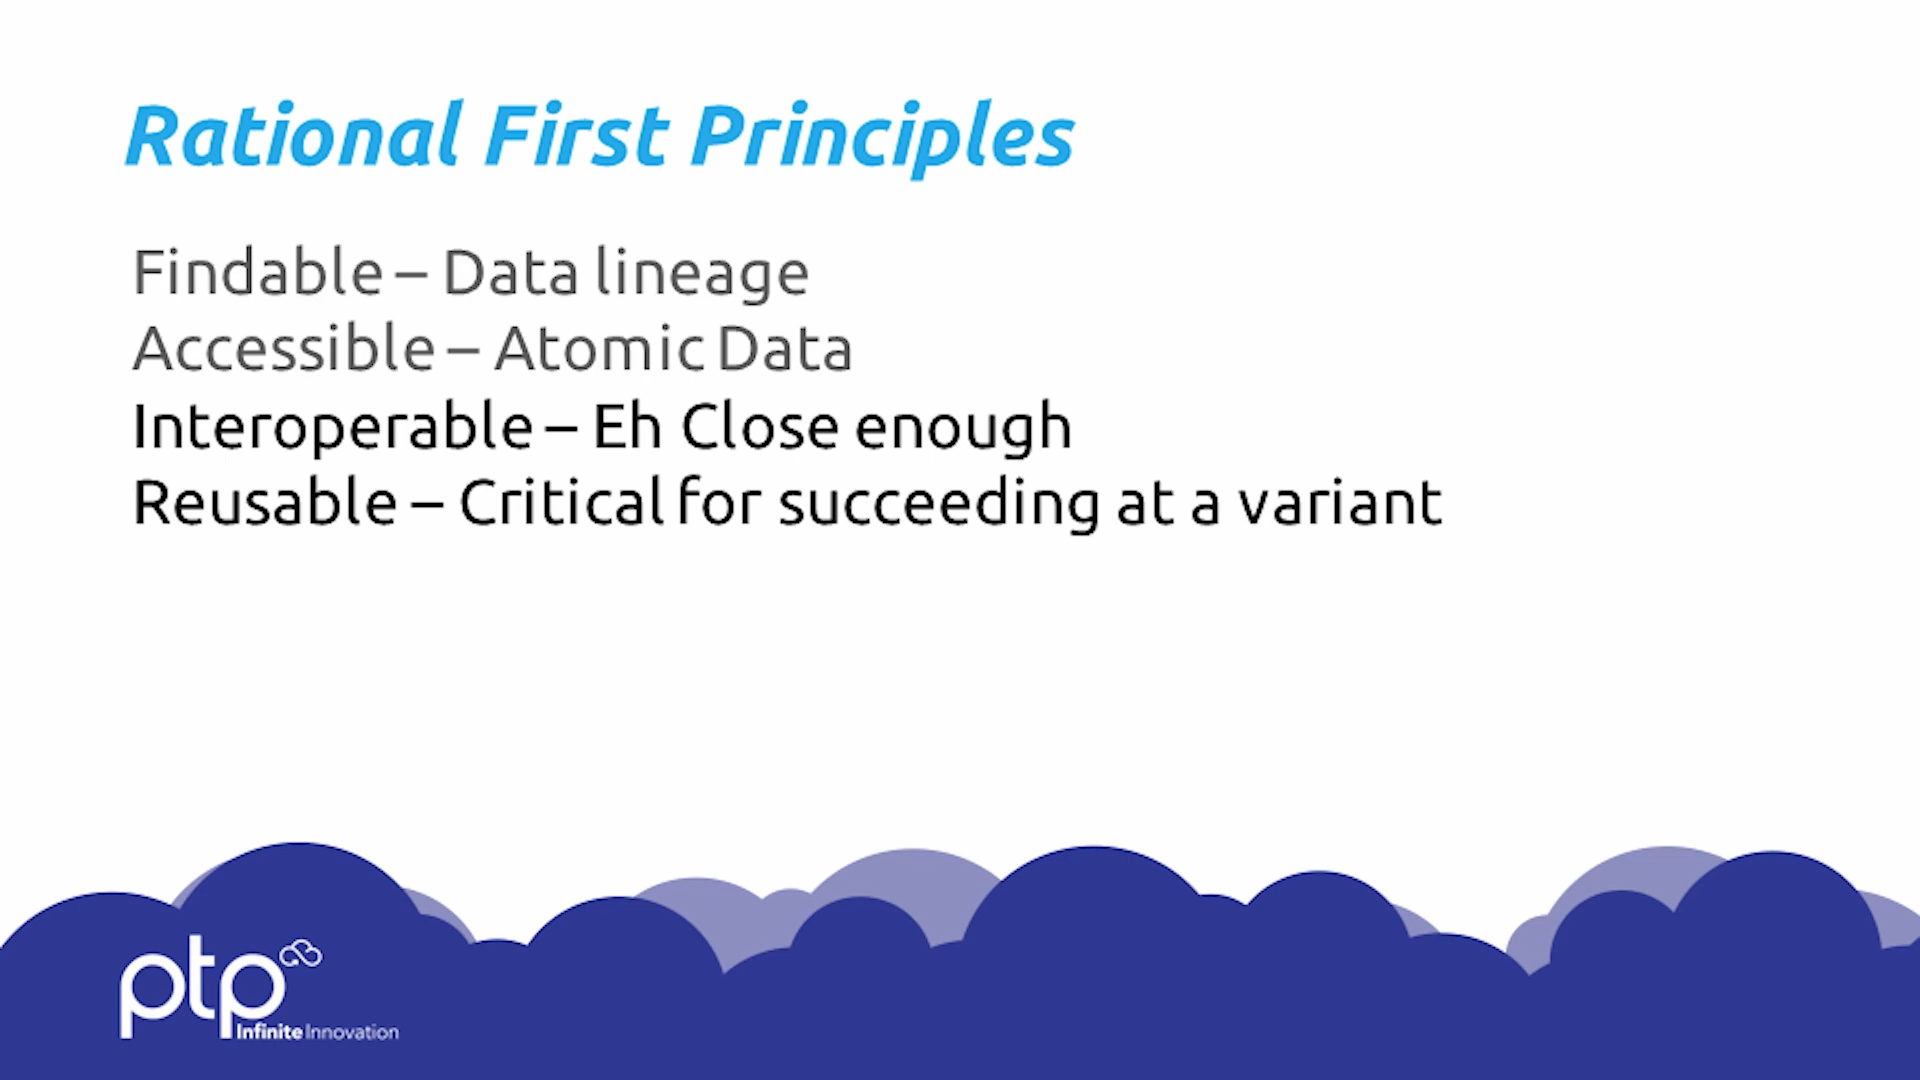 Rational First Principles
Findable – Data lineage
Accessible – Atomic Data
Interoperable – Eh Close enough
Reusable – Critical for succeeding at a variant
ptp
Infinite Innovation